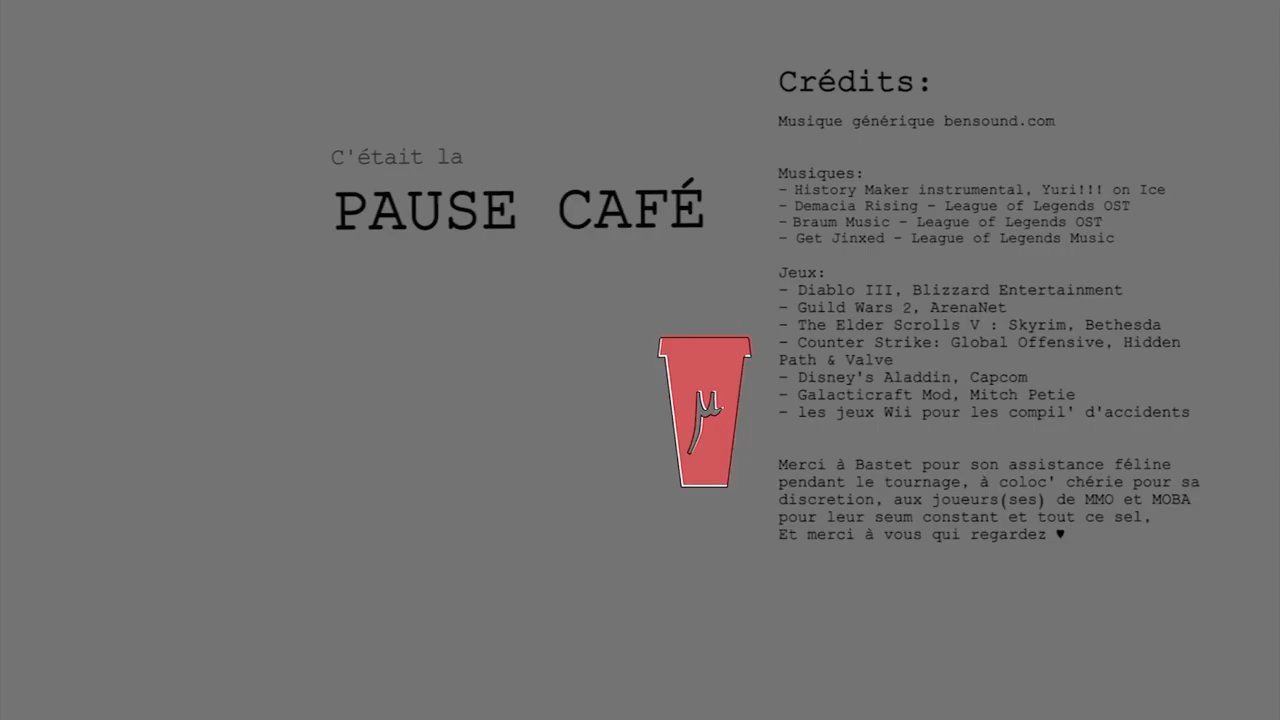 C'était la
PAUSE CAFÉ
µ
Crédits:
Musique générique bensound.com
Musiques:
- History Maker instrumental, Yuri!!! on Ice
- Demacia Rising - League of Legends OST
- Braum Music - League of Legends OST
- Get Jinxed - League of Legends Music
Jeux:
- Diablo III, Blizzard Entertainment
- Guild Wars 2, ArenaNet
- The Elder Scrolls V : Skyrim, Bethesda
- Counter Strike: Global Offensive, Hidden
Path & Valve
- Disney's Aladdin, Capcom
- Galacticraft Mod, Mitch Petie
- les jeux Wii pour les compil' d'accidents
Merci à Bastet pour son assistance féline
pendant le tournage, à coloc' chérie pour sa
discretion, aux joueurs(ses) de MMO et MOBA
pour leur seum constant et tout ce sel,
Et merci à vous qui regardez ♥